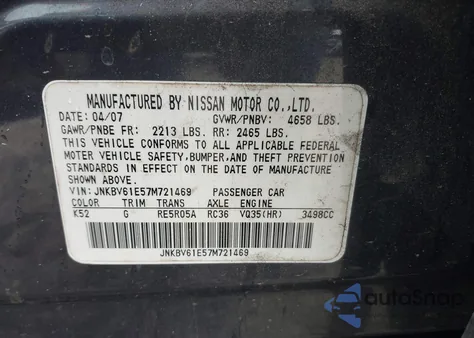 MANUFACTURED BY NISSAN MOTOR CO.,LTD.
DATE: 04/07 GVWR/PNBV: 4658 LBS.
GAWR/PNBE FR: 2213 LBS. RR: 2465 LBS.
THIS VEHICLE CONFORMS TO ALL APPLICABLE FEDERAL
MOTOR VEHICLE SAFETY, BUMPER, AND THEFT PREVENTION
STANDARDS IN EFFECT ON THE DATE OF MANUFACTURE
SHOWN ABOVE.
VIN: JNKBV61E57M721469 PASSENGER CAR
COLOR TRIM TRANS AXLE ENGINE
K52 G RE5R05A RC36 VQ35(HR) 3498CC
JNKBV61E57M721469
autoSnap